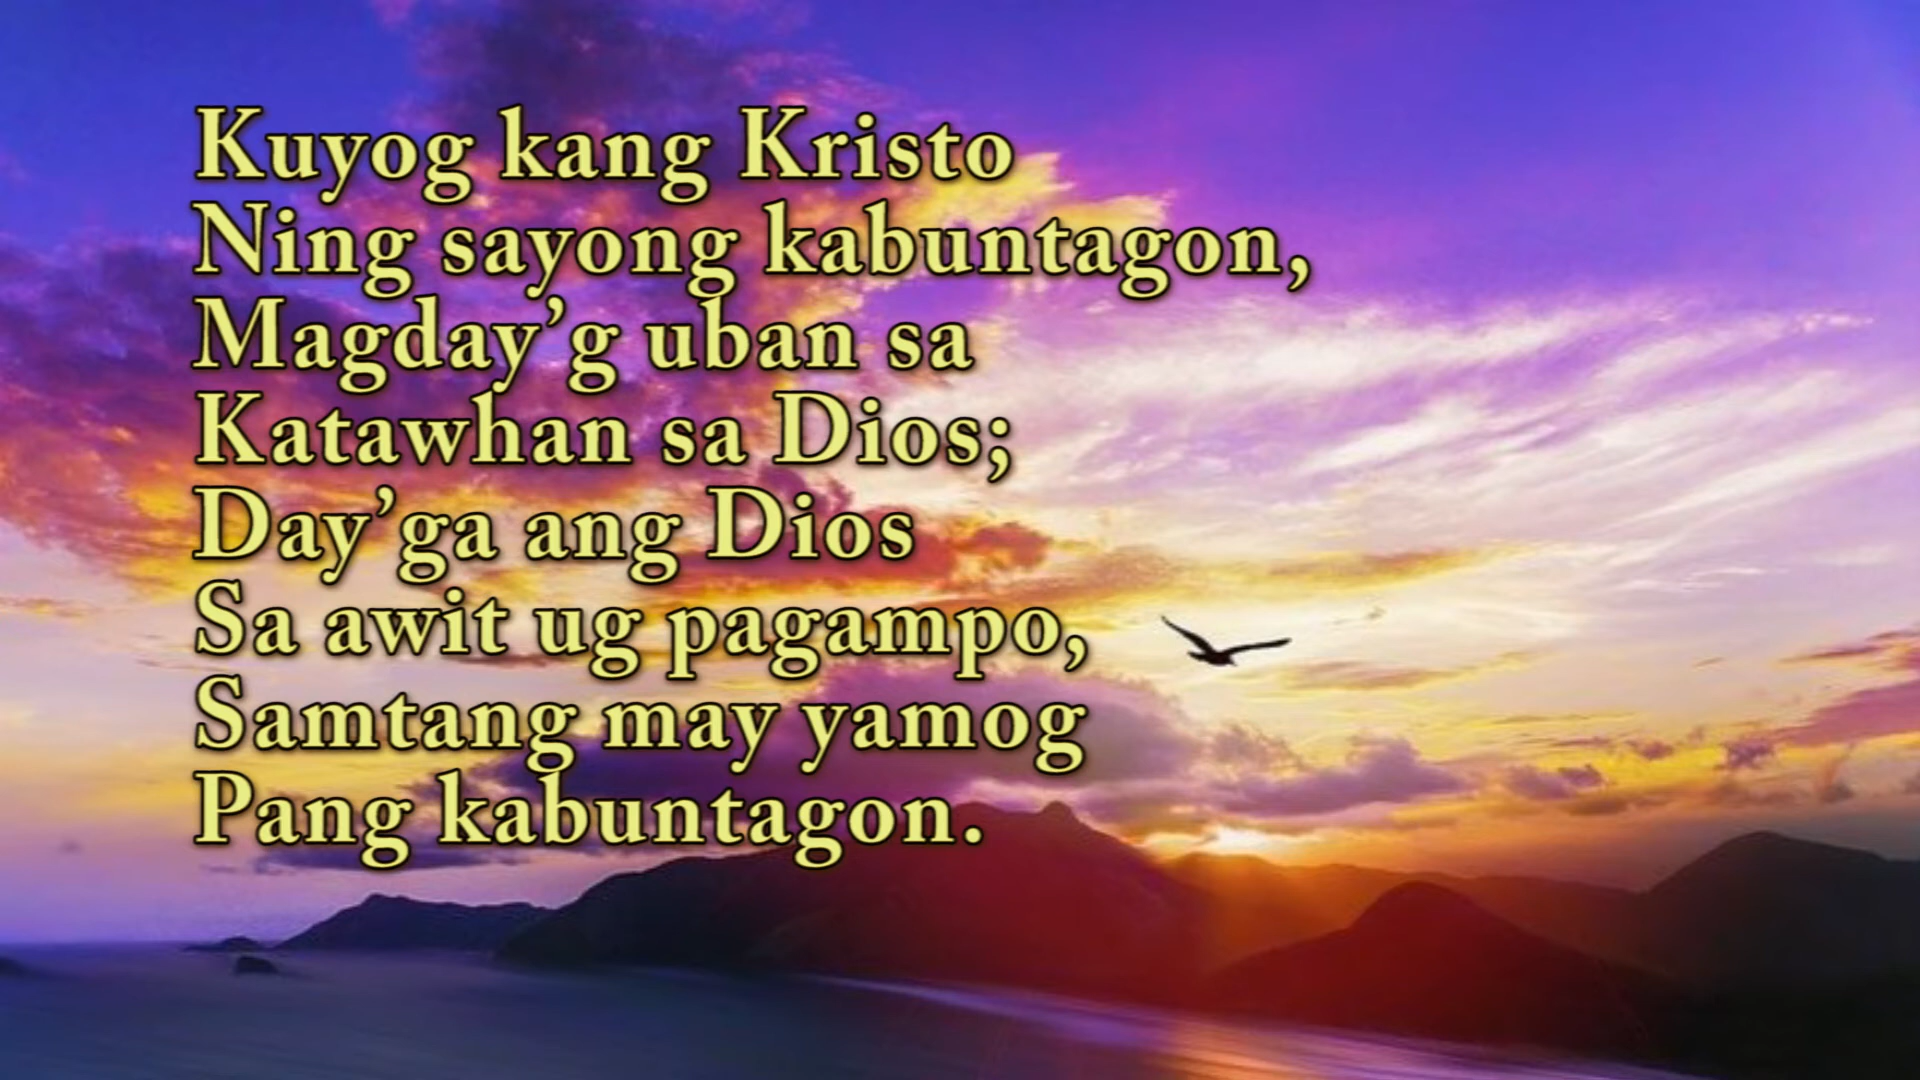 Kuyog kang Kristo
Ning sayong kabuntagon,
Magday’g uban sa
Katawhan sa Dios;
Day’ga ang Dios
Sa awit ug pagampo,
Samtang may yamog
Pang kabuntagon.